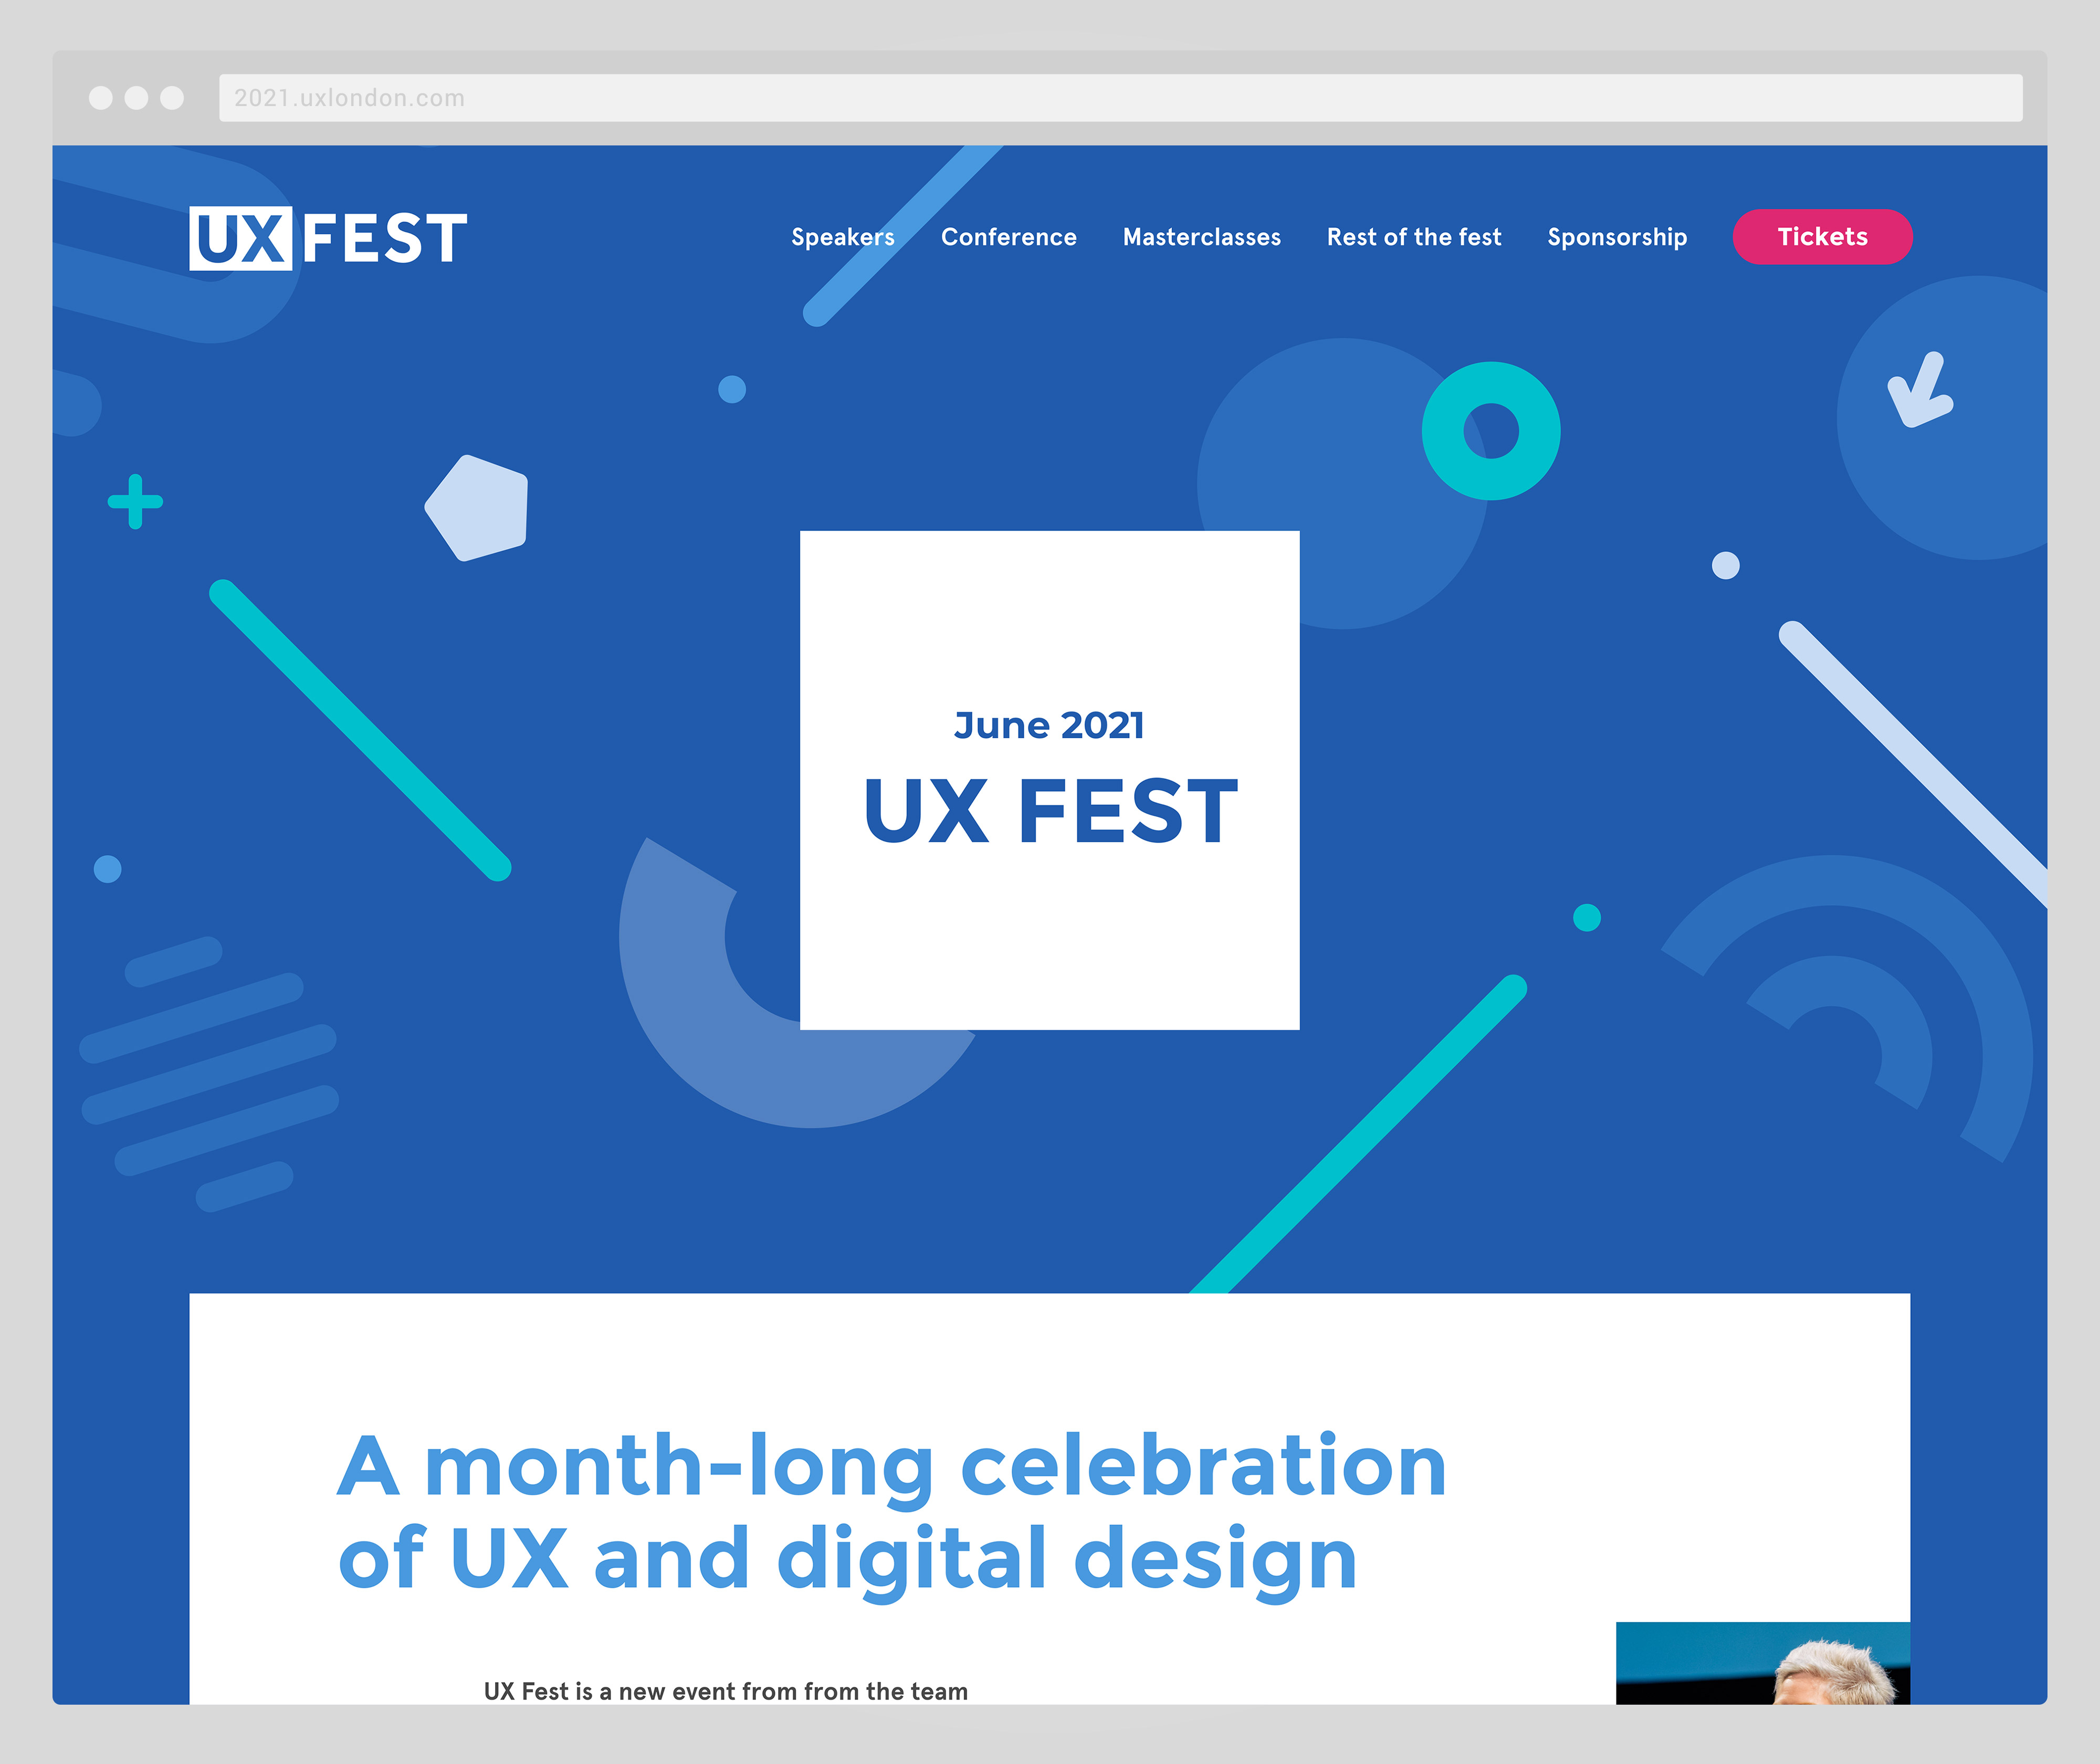 2021.uxlondon.com
UX FEST
Speakers Conference Masterclasses Rest of the fest Sponsorship Tickets
June 2021
UX FEST
A month-long celebration
of UX and digital design
UX Fest is a new event from from the team